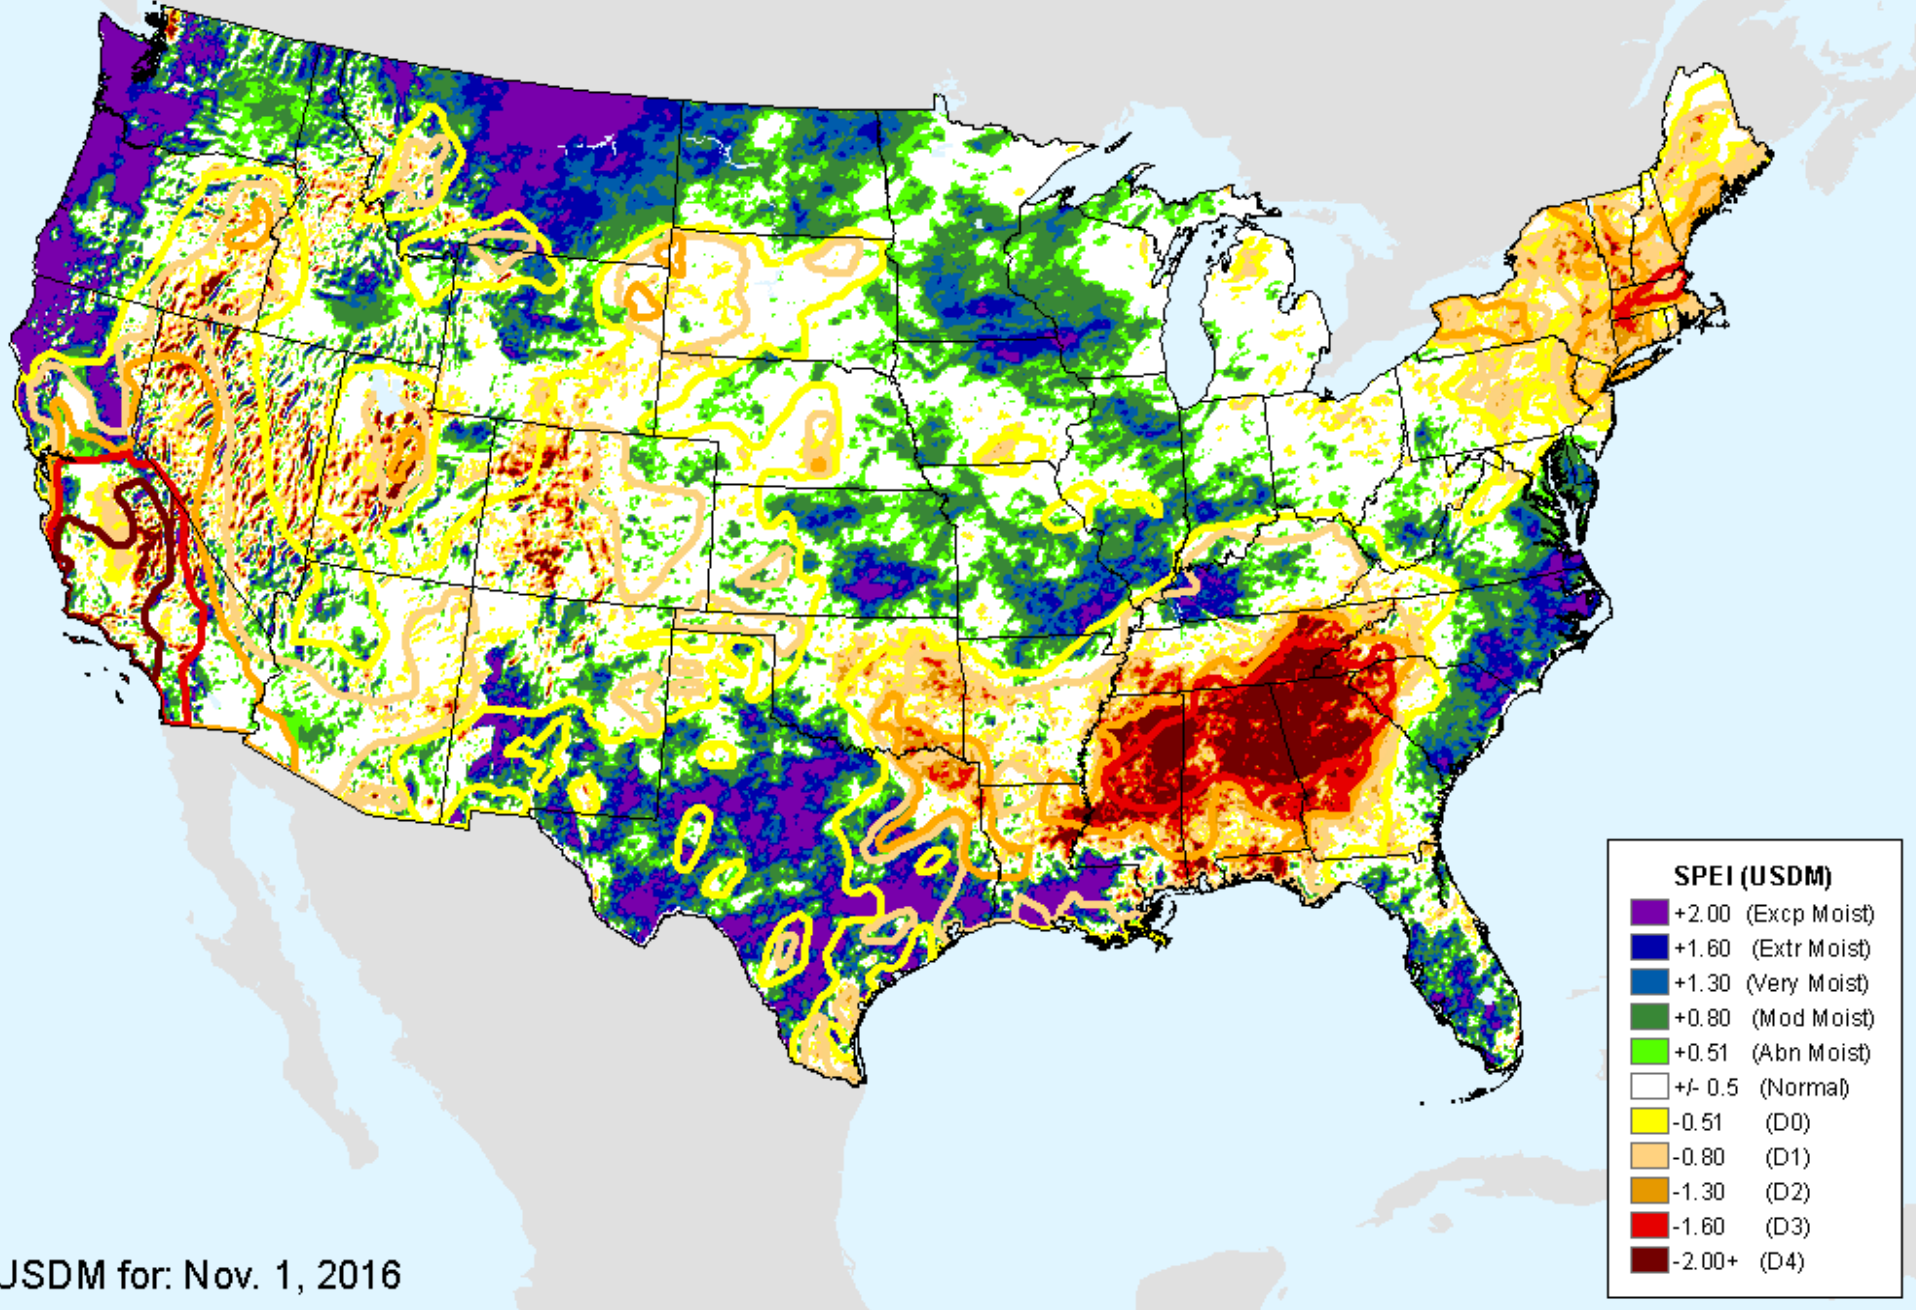 SPEI (USDM)
+2.00 (Excp Moist)
+1.60 (Extr Moist)
+1.30 (Very Moist)
+0.80 (Mod Moist)
+0.51 (Abn Moist)
+/- 0.5 (Normal)
-0.51 (D0)
-0.80 (D1)
-1.30 (D2)
-1.60 (D3)
-2.00+ (D4)
USDM for: Nov. 1, 2016